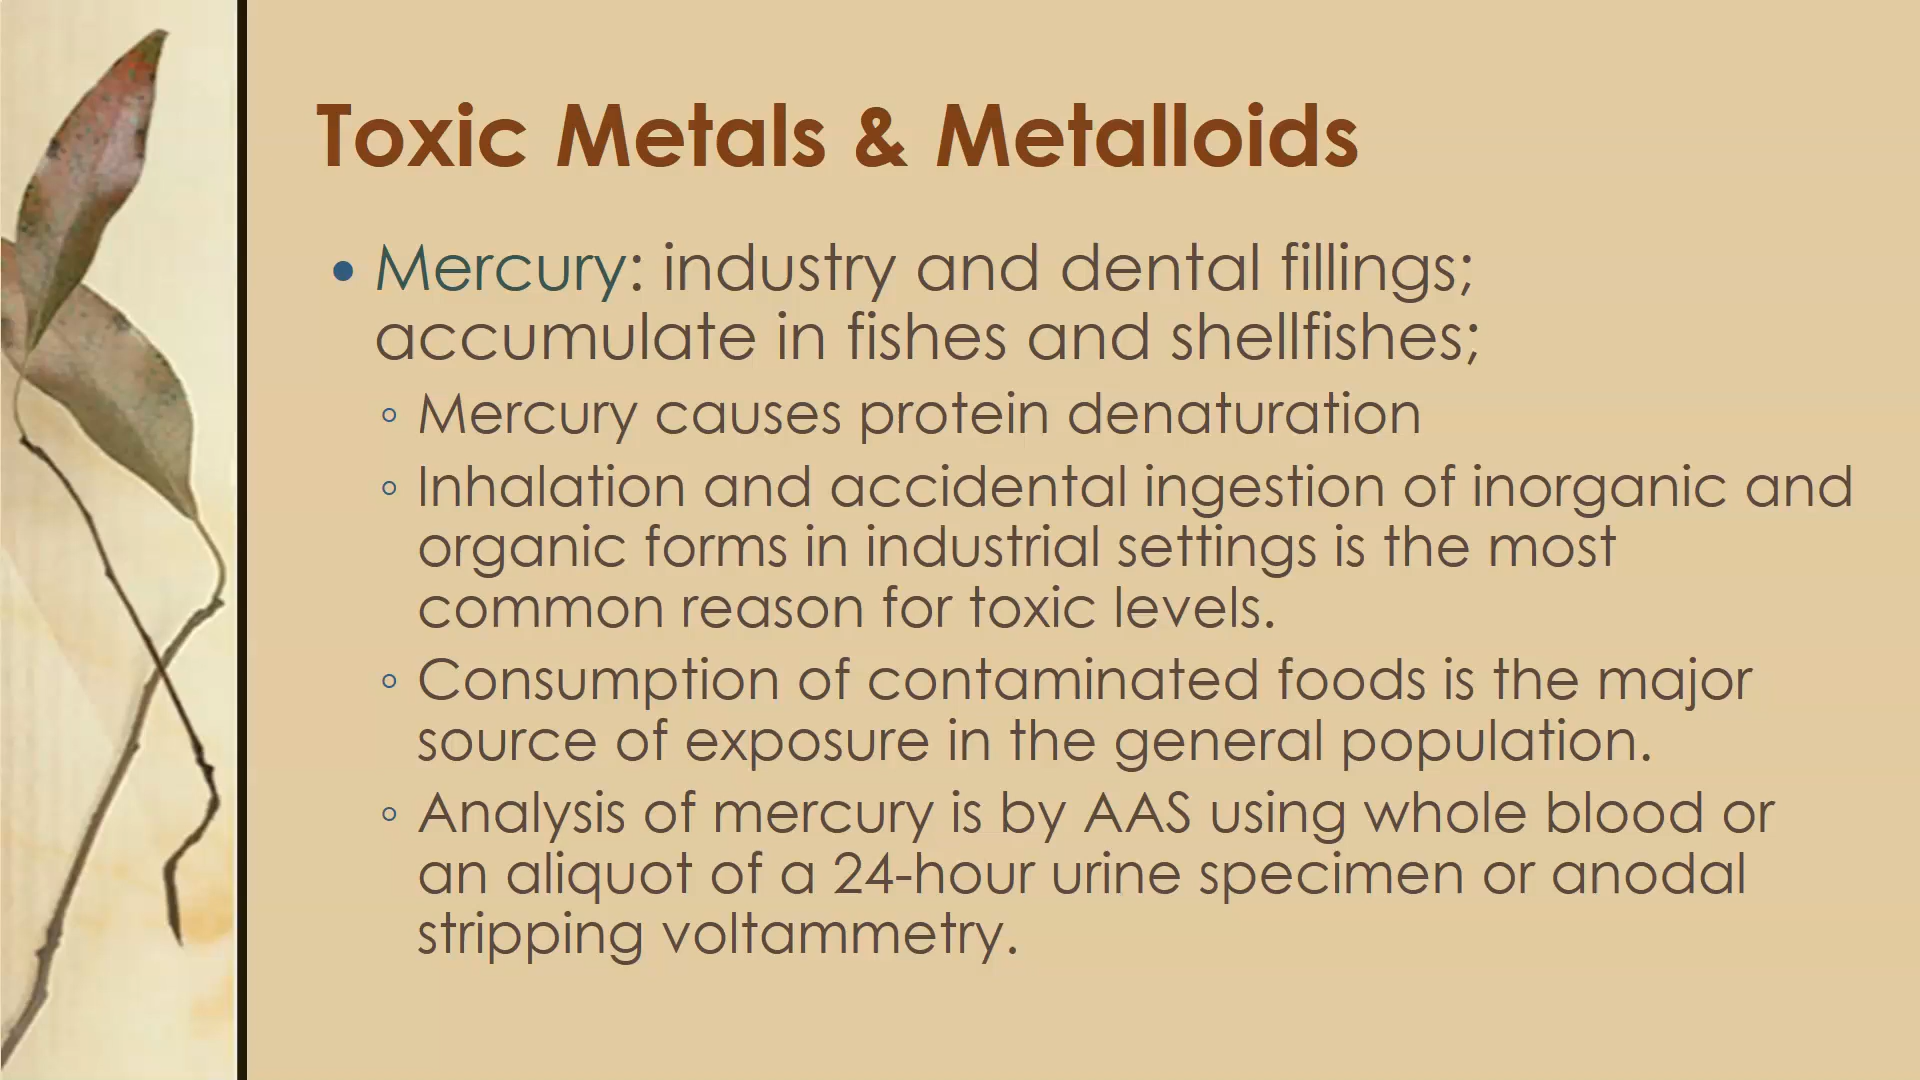 Toxic Metals & Metalloids
• Mercury: industry and dental fillings;
accumulate in fishes and shellfishes;
◦ Mercury causes protein denaturation
◦ Inhalation and accidental ingestion of inorganic and
organic forms in industrial settings is the most
common reason for toxic levels.
◦ Consumption of contaminated foods is the major
source of exposure in the general population.
◦ Analysis of mercury is by AAS using whole blood or
an aliquot of a 24-hour urine specimen or anodal
stripping voltammetry.